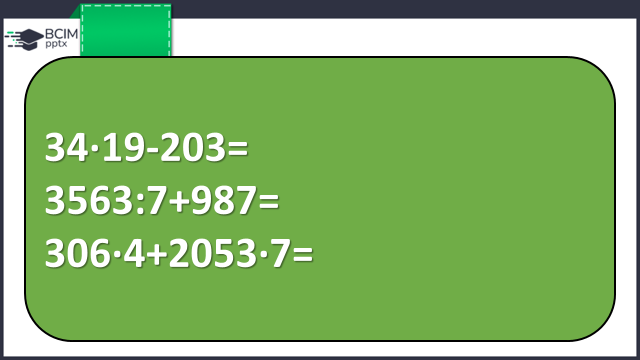 BCIM
pptx
34·19-203=
3563:7+987=
306·4+2053·7=